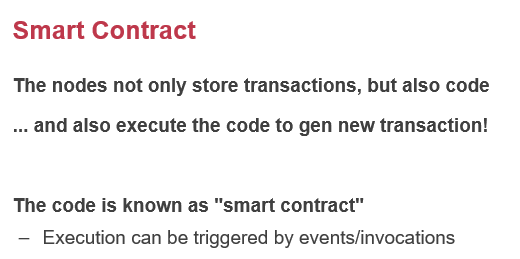 Smart Contract
The nodes not only store transactions, but also code
... and also execute the code to gen new transaction!
The code is known as "smart contract"
– Execution can be triggered by events/invocations